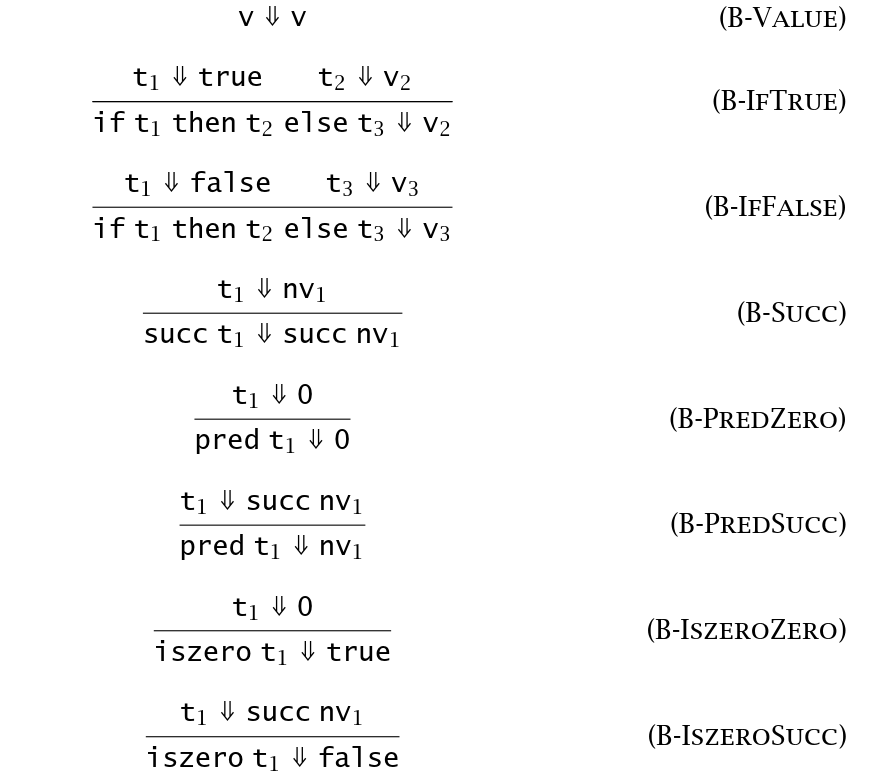 v ⇓ v (B-VALUE)
t₁ ⇓ true t₂ ⇓ v₂
(B-IFTRUE)
if t₁ then t₂ else t₃ ⇓ v₂
t₁ ⇓ false t₃ ⇓ v₃
(B-IFFALSE)
if t₁ then t₂ else t₃ ⇓ v₃
t₁ ⇓ nv₁
(B-SUCC)
succ t₁ ⇓ succ nv₁
t₁ ⇓ 0
(B-PREDZERO)
pred t₁ ⇓ 0
t₁ ⇓ succ nv₁
(B-PREDSUCC)
pred t₁ ⇓ nv₁
t₁ ⇓ 0
(B-ISZEROZERO)
iszero t₁ ⇓ true
t₁ ⇓ succ nv₁
(B-ISZEROSUCC)
iszero t₁ ⇓ false